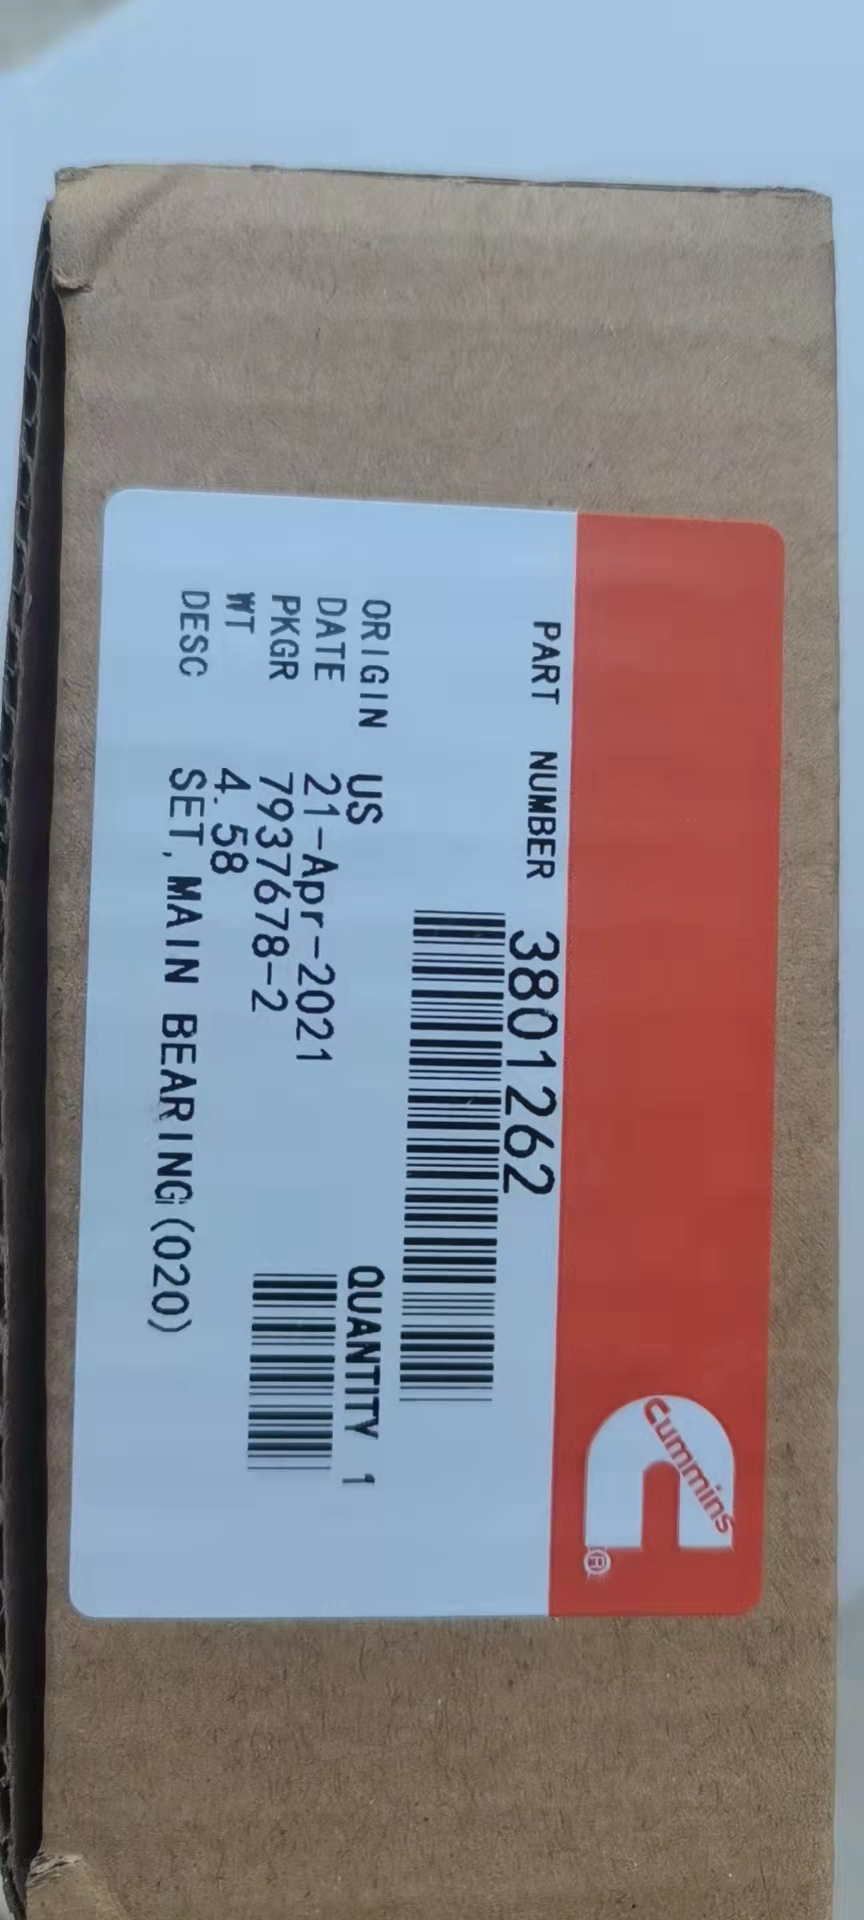 Cummins
®
PART NUMBER 3801262
ORIGIN US
QUANTITY 1
DATE 21-Apr-2021
PKGR 7937678-2
WT 4.58
DESC SET, MAIN BEARING(020)